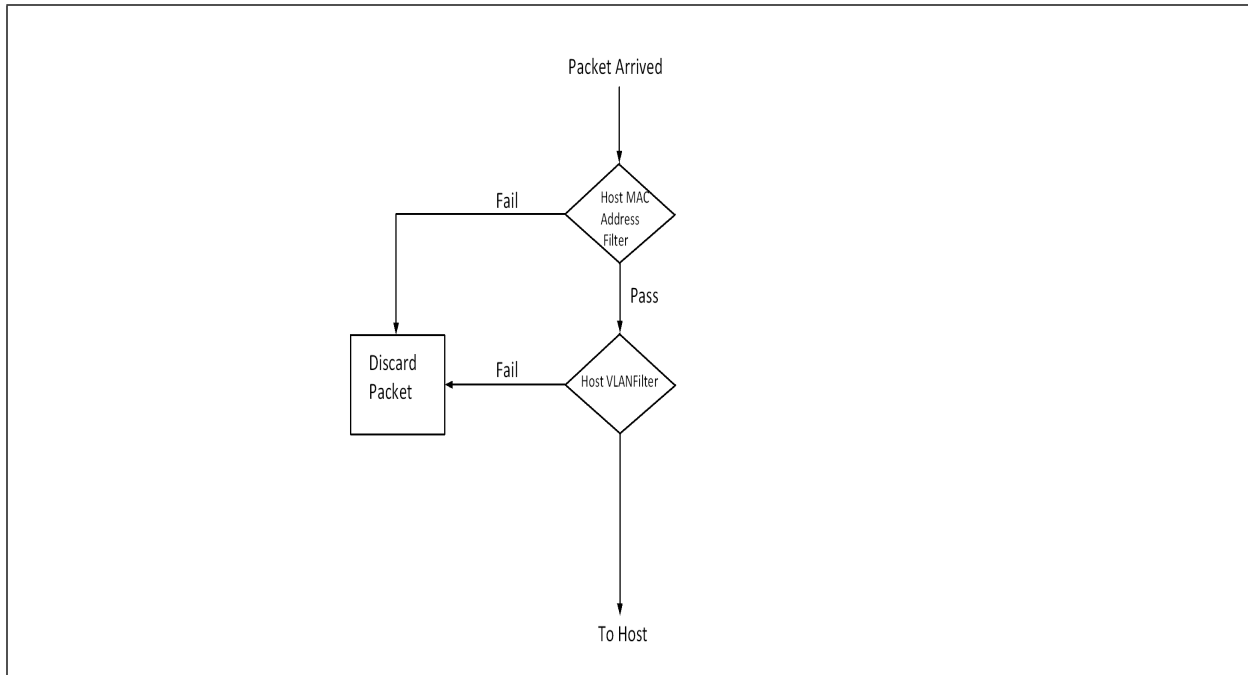 Packet Arrived
Fail
Host MAC
Address
Filter
Pass
Discard
Packet
Fail
Host VLANFilter
To Host